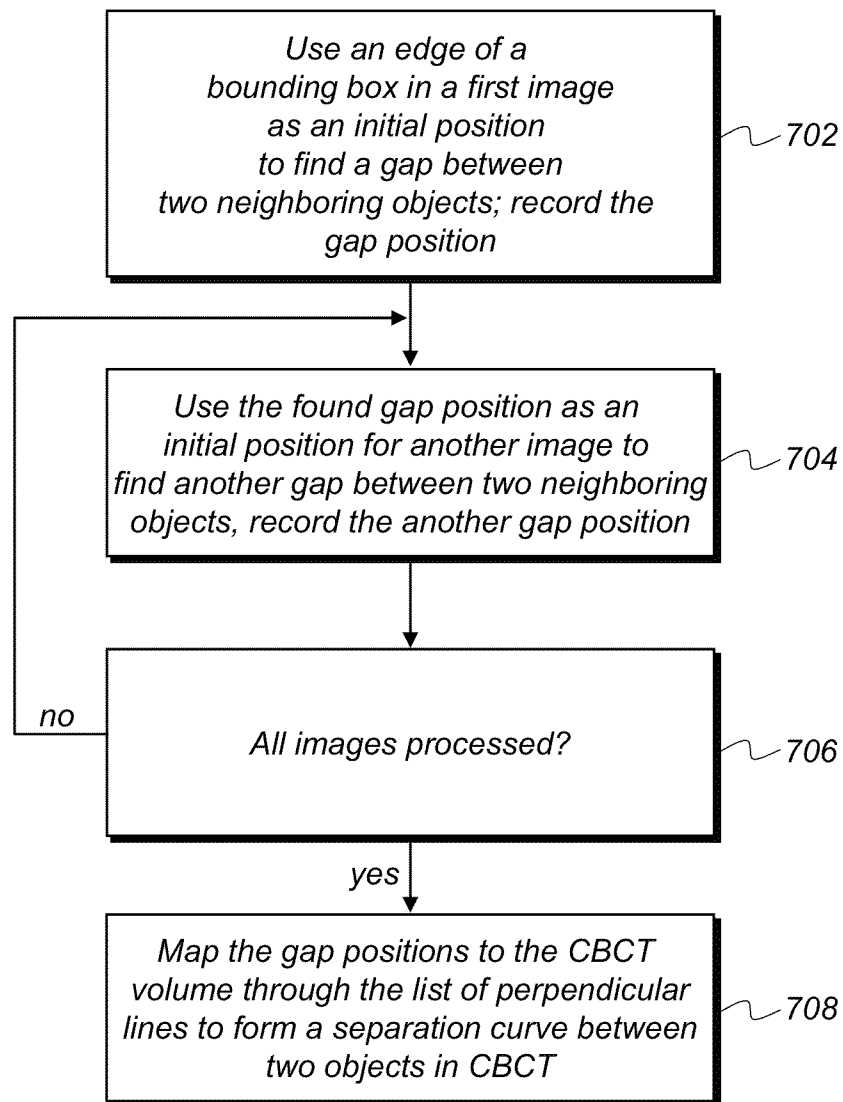 Use an edge of a
bounding box in a first image
as an initial position
to find a gap between
two neighboring objects; record the
gap position
702
Use the found gap position as an
initial position for another image to
find another gap between two neighboring
objects, record the another gap position
704
All images processed?
706
no
yes
Map the gap positions to the CBCT
volume through the list of perpendicular
lines to form a separation curve between
two objects in CBCT
708